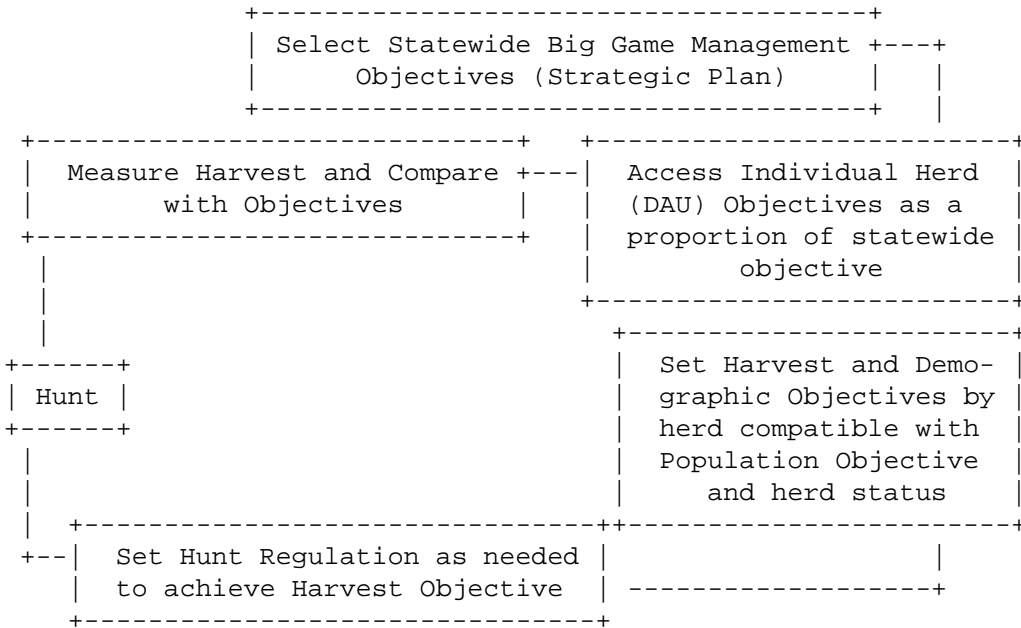 Select Statewide Big Game Management
Objectives (Strategic Plan)
Measure Harvest and Compare
with Objectives
Access Individual Herd
(DAU) Objectives as a
proportion of statewide
objective
Hunt
Set Harvest and Demo-
graphic Objectives by
herd compatible with
Population Objective
and herd status
Set Hunt Regulation as needed
to achieve Harvest Objective